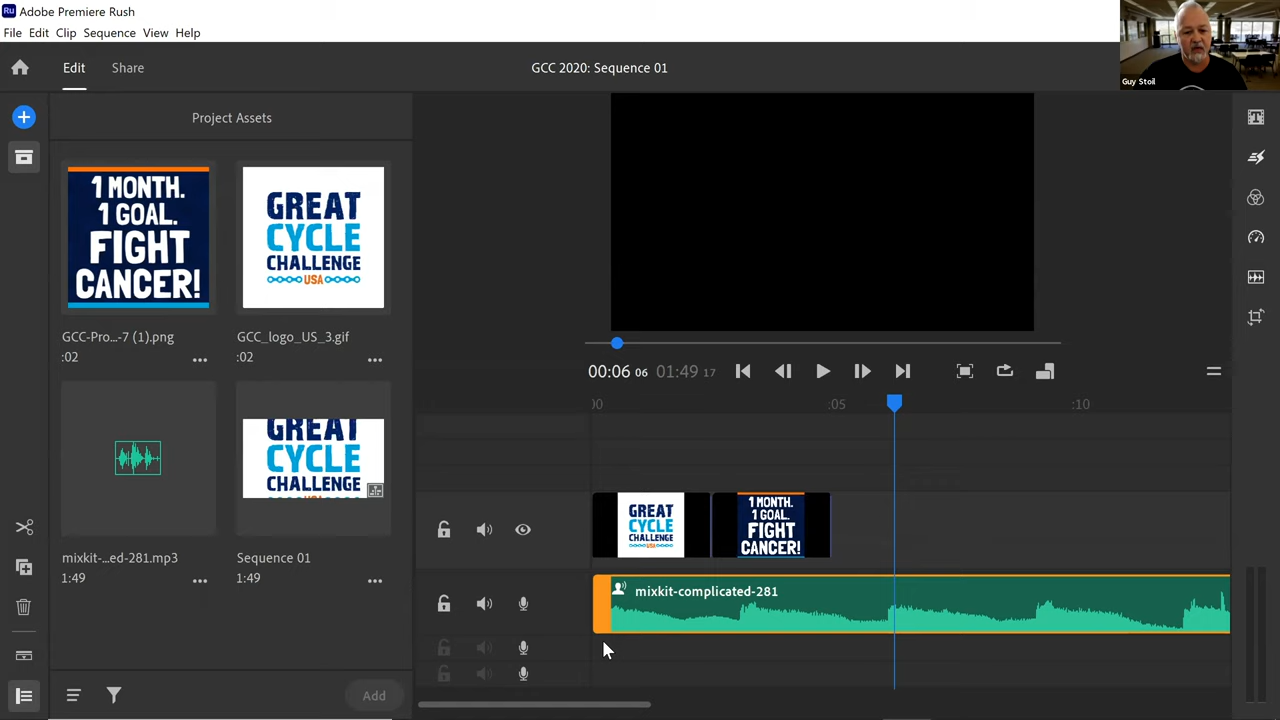 Ru Adobe Premiere Rush
File Edit Clip Sequence View Help
Guy Stoil
Edit Share GCC 2020: Sequence 01
Project Assets
1 MONTH.
1 GOAL.
FIGHT
CANCER!
GREAT
CYCLE
CHALLENGE
USA
GCC-Pro...-7 (1).png
:02
GCC_logo_US_3.gif
:02
GREAT
CYCLE
CHALLENGE
mixkit-...ed-281.mp3
1:49
Sequence 01
1:49
Add
00:06 06 01:49 17
00 :05 :10
GREAT
CYCLE
CHALLENGE
1 MONTH.
1 GOAL.
FIGHT
CANCER!
mixkit-complicated-281